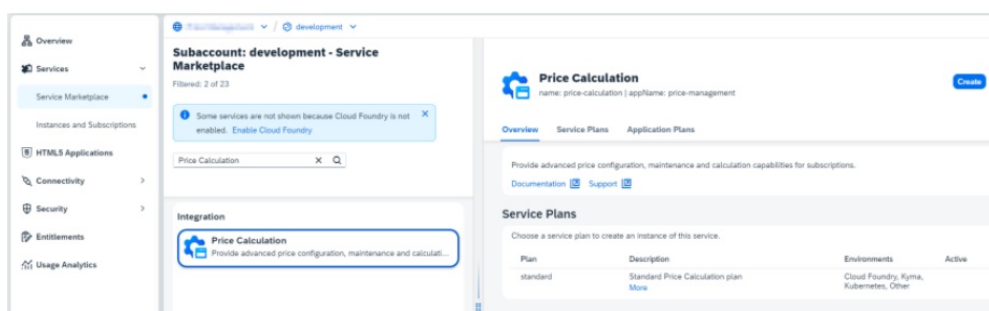 / development
Overview
Services
Service Marketplace
Instances and Subscriptions
HTML5 Applications
Connectivity
Security
Entitlements
Usage Analytics
Subaccount: development - Service
Marketplace
Filtered: 2 of 23
Some services are not shown because Cloud Foundry is not
enabled. Enable Cloud Foundry
Price Calculation
Integration
Price Calculation
Provide advanced price configuration, maintenance and calculati...
Price Calculation
name: price-calculation | appName: price-management
Create
Overview Service Plans Application Plans
Provide advanced price configuration, maintenance and calculation capabilities for subscriptions.
Documentation Support
Service Plans
Choose a service plan to create an instance of this service.
Plan Description Environments Active
standard Standard Price Calculation plan Cloud Foundry, Kyma,
More Kubernetes, Other